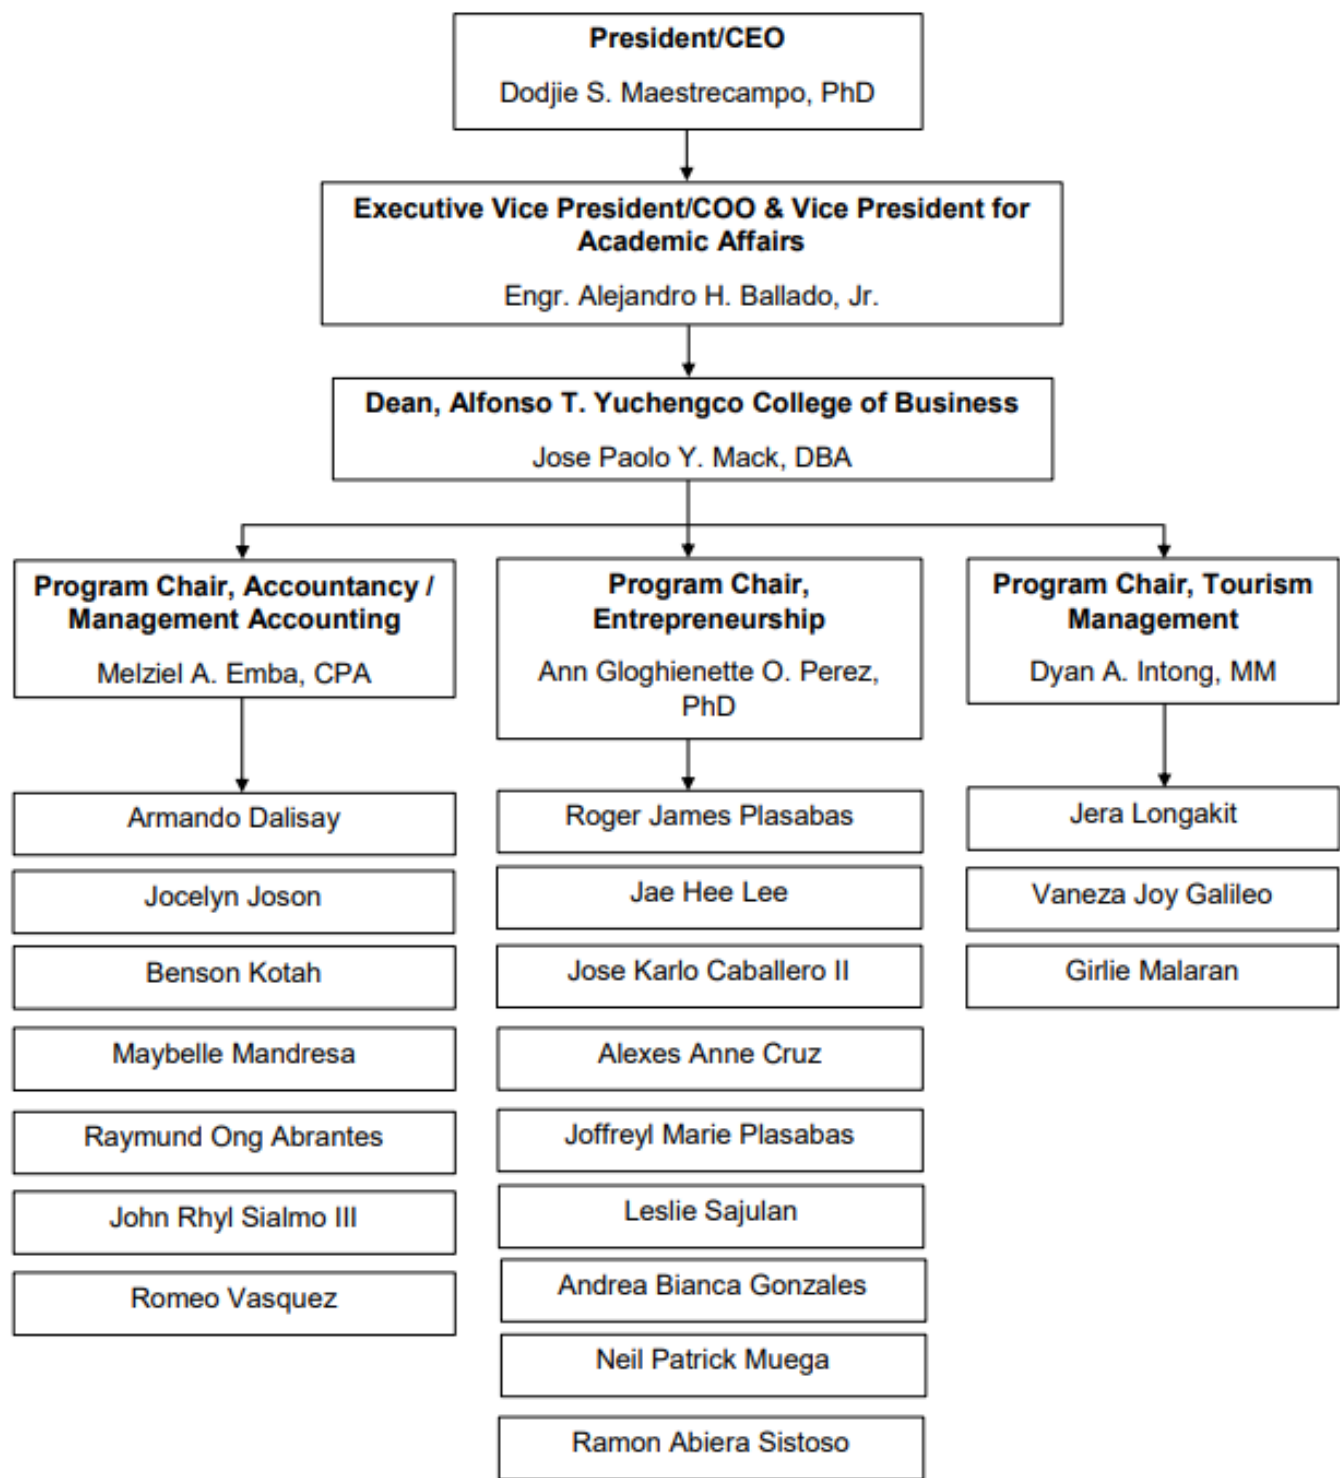 President/CEO
Dodjie S. Maestrecampo, PhD
Executive Vice President/COO & Vice President for
Academic Affairs
Engr. Alejandro H. Ballado, Jr.
Dean, Alfonso T. Yuchengco College of Business
Jose Paolo Y. Mack, DBA
Program Chair, Accountancy /
Management Accounting
Melziel A. Emba, CPA
Armando Dalisay
Jocelyn Joson
Benson Kotah
Maybelle Mandresa
Raymund Ong Abrantes
John Rhyl Sialmo III
Romeo Vasquez
Program Chair,
Entrepreneurship
Ann Gloghienette O. Perez,
PhD
Roger James Plasabas
Jae Hee Lee
Jose Karlo Caballero II
Alexes Anne Cruz
Joffreyl Marie Plasabas
Leslie Sajulan
Andrea Bianca Gonzales
Neil Patrick Muega
Ramon Abiera Sistoso
Program Chair, Tourism
Management
Dyan A. Intong, MM
Jera Longakit
Vaneza Joy Galileo
Girlie Malaran